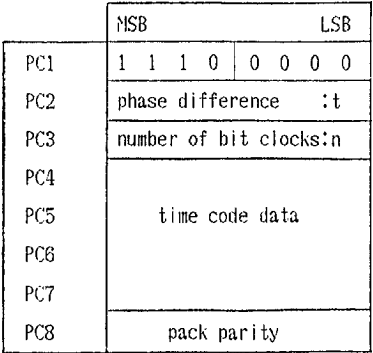 MSB LSB
PC1 1 1 1 0 0 0 0 0
PC2 phase difference :t
PC3 number of bit clocks:n
PC4
PC5 time code data
PC6
PC7
PC8 pack parity